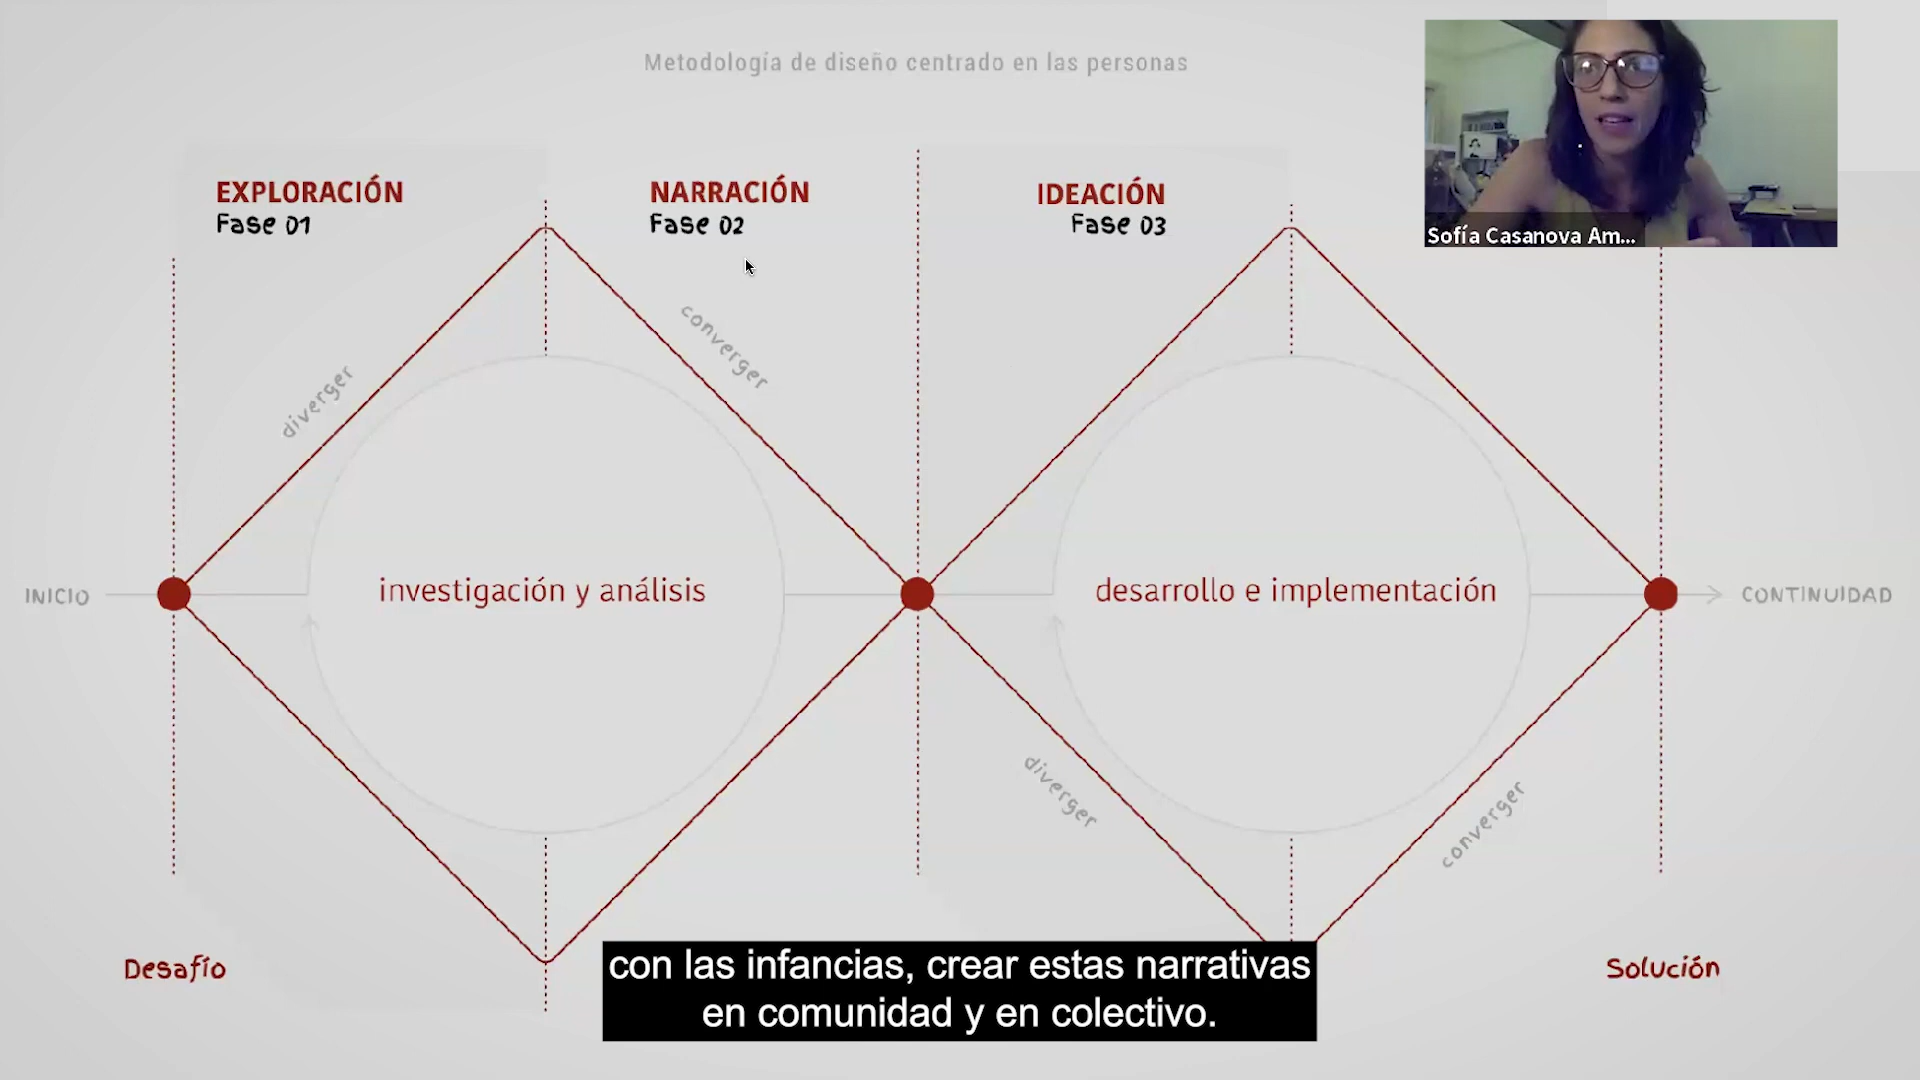 Metodología de diseño centrado en las personas
EXPLORACIÓN
Fase 01
NARRACIÓN
Fase 02
IDEACIÓN
Fase 03
Sofía Casanova Am...
diverger
converger
INICIO
investigación y análisis
desarrollo e implementación
CONTINUIDAD
diverger
converger
Desafío
Solución
con las infancias, crear estas narrativas
en comunidad y en colectivo.